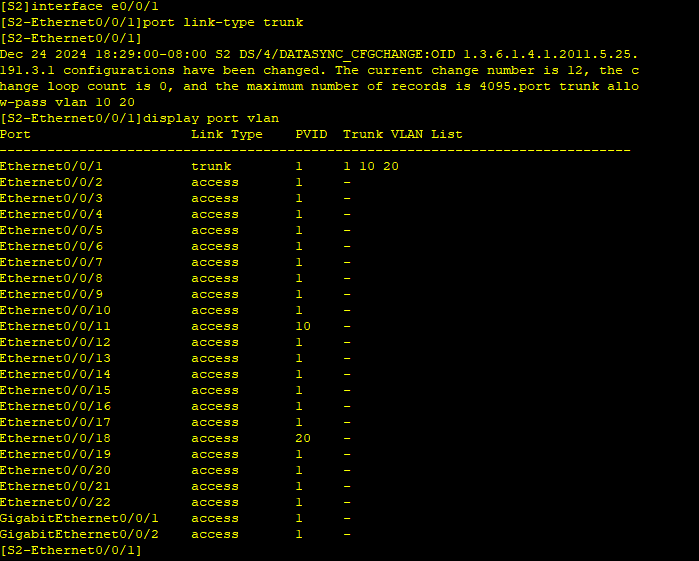 [S2]interface e0/0/1
[S2-Ethernet0/0/1]port link-type trunk
[S2-Ethernet0/0/1]
Dec 24 2024 18:29:00-08:00 S2 DS/4/DATASYNC_CFGCHANGE:OID 1.3.6.1.4.1.2011.5.25.
191.3.1 configurations have been changed. The current change number is 12, the c
hange loop count is 0, and the maximum number of records is 4095.port trunk allo
w-pass vlan 10 20
[S2-Ethernet0/0/1]display port vlan
Port                    Link Type    PVID  Trunk VLAN List
-------------------------------------------------------------------------------
Ethernet0/0/1           trunk        1     1 10 20
Ethernet0/0/2           access       1     -
Ethernet0/0/3           access       1     -
Ethernet0/0/4           access       1     -
Ethernet0/0/5           access       1     -
Ethernet0/0/6           access       1     -
Ethernet0/0/7           access       1     -
Ethernet0/0/8           access       1     -
Ethernet0/0/9           access       1     -
Ethernet0/0/10          access       1     -
Ethernet0/0/11          access       10    -
Ethernet0/0/12          access       1     -
Ethernet0/0/13          access       1     -
Ethernet0/0/14          access       1     -
Ethernet0/0/15          access       1     -
Ethernet0/0/16          access       1     -
Ethernet0/0/17          access       1     -
Ethernet0/0/18          access       20    -
Ethernet0/0/19          access       1     -
Ethernet0/0/20          access       1     -
Ethernet0/0/21          access       1     -
Ethernet0/0/22          access       1     -
GigabitEthernet0/0/1    access       1     -
GigabitEthernet0/0/2    access       1     -
[S2-Ethernet0/0/1]